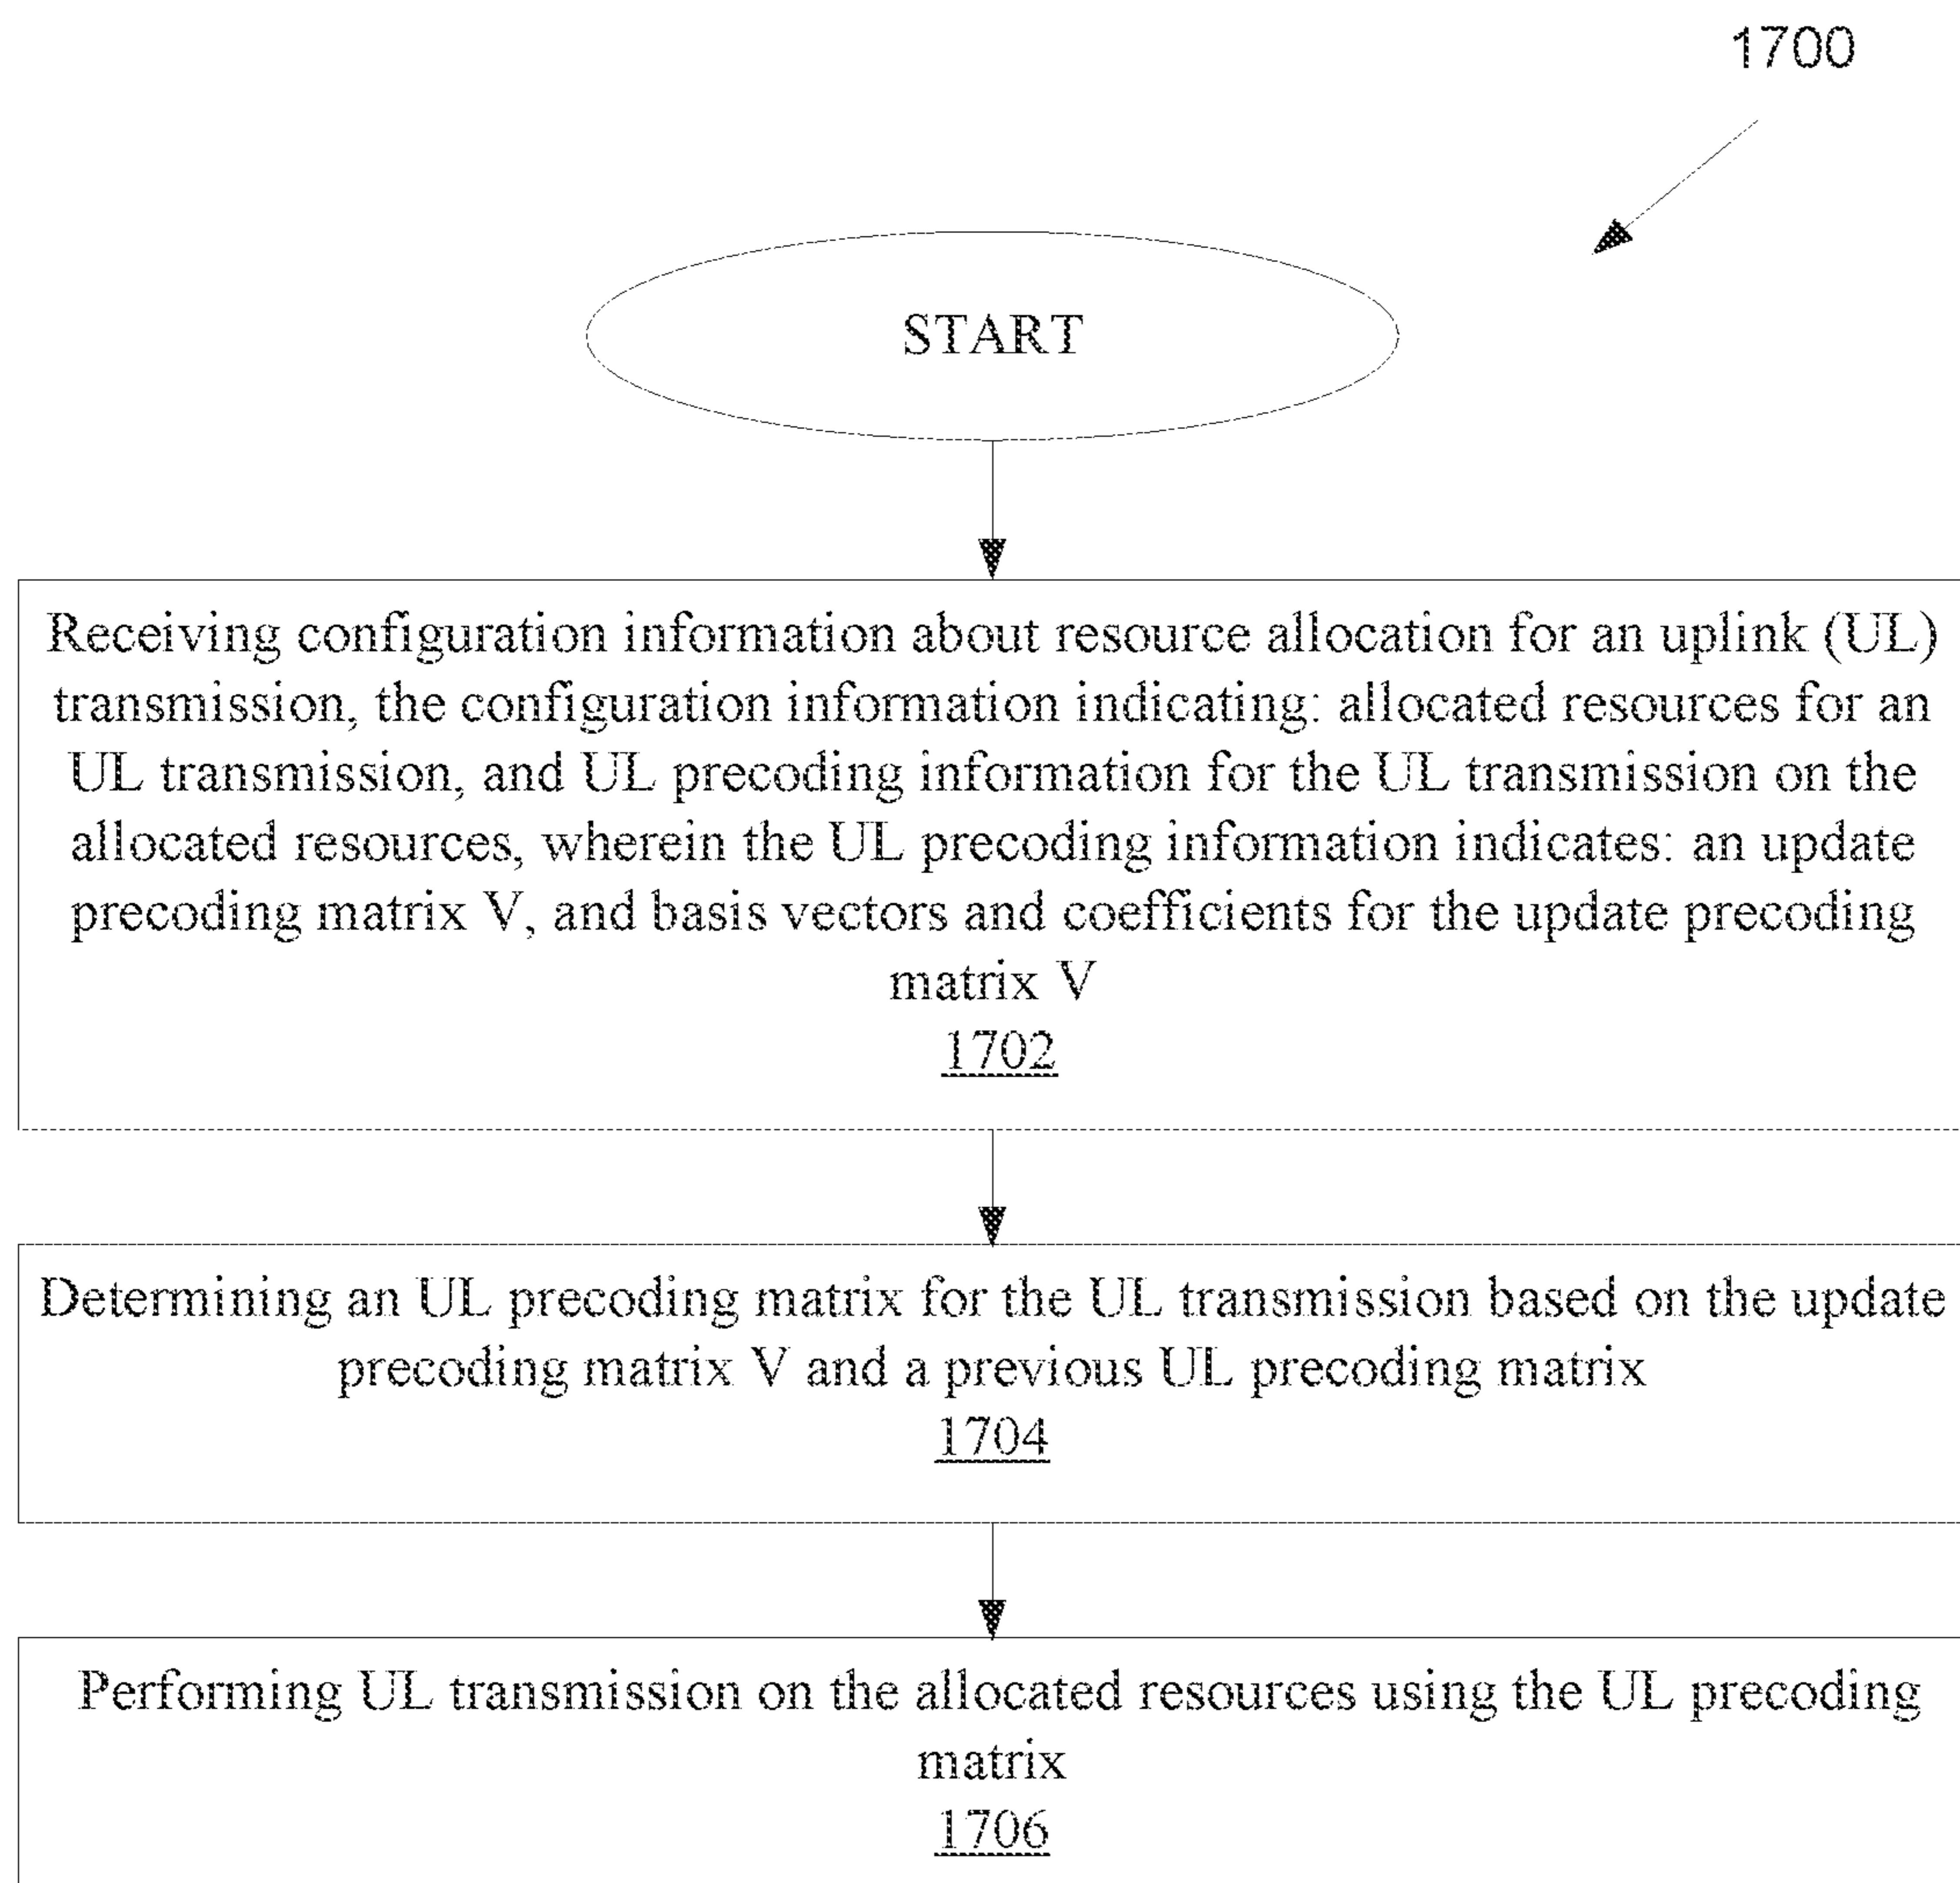 1700
START
Receiving configuration information about resource allocation for an uplink (UL)
transmission, the configuration information indicating: allocated resources for an
UL transmission, and UL precoding information for the UL transmission on the
allocated resources, wherein the UL precoding information indicates: an update
precoding matrix V, and basis vectors and coefficients for the update precoding
matrix V
1702
Determining an UL precoding matrix for the UL transmission based on the update
precoding matrix V and a previous UL precoding matrix
1704
Performing UL transmission on the allocated resources using the UL precoding
matrix
1706